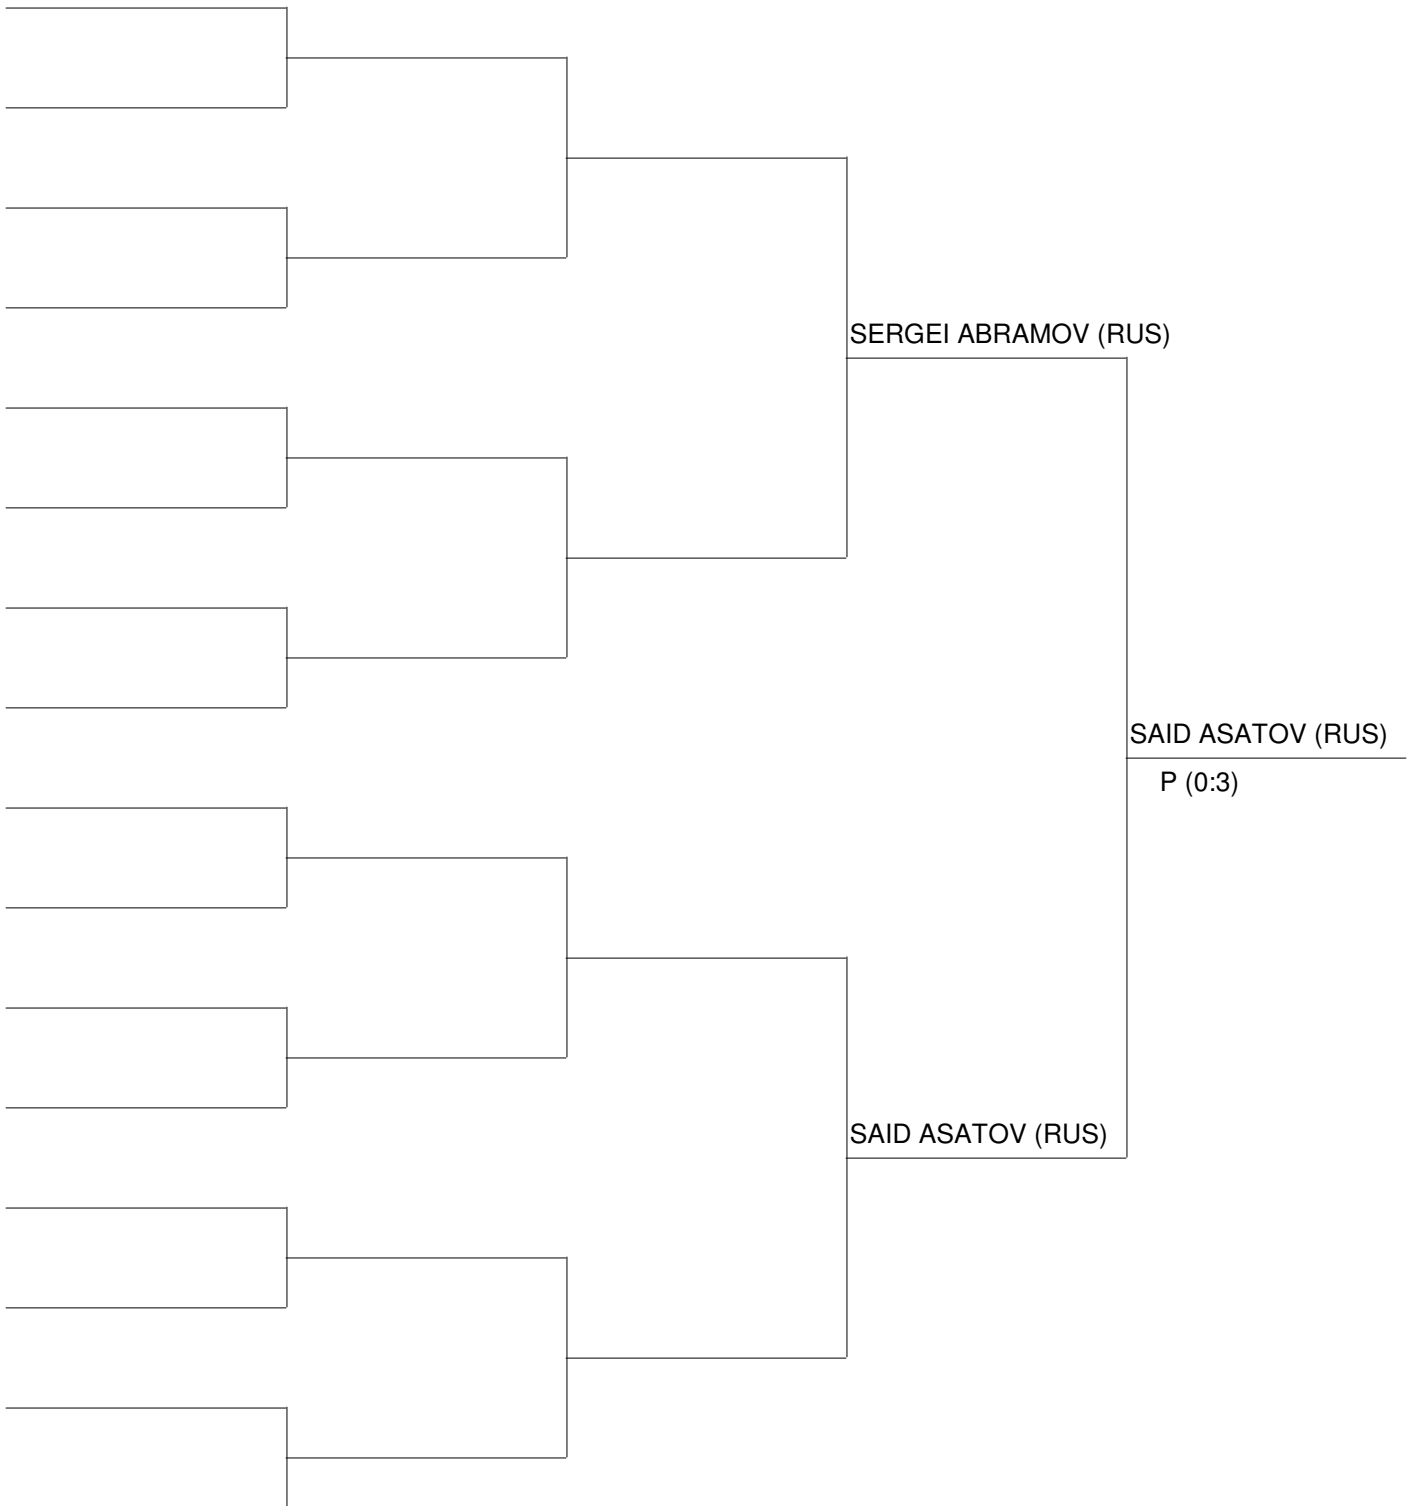 SERGEI ABRAMOV (RUS)
SAID ASATOV (RUS)
P (0:3)
SAID ASATOV (RUS)